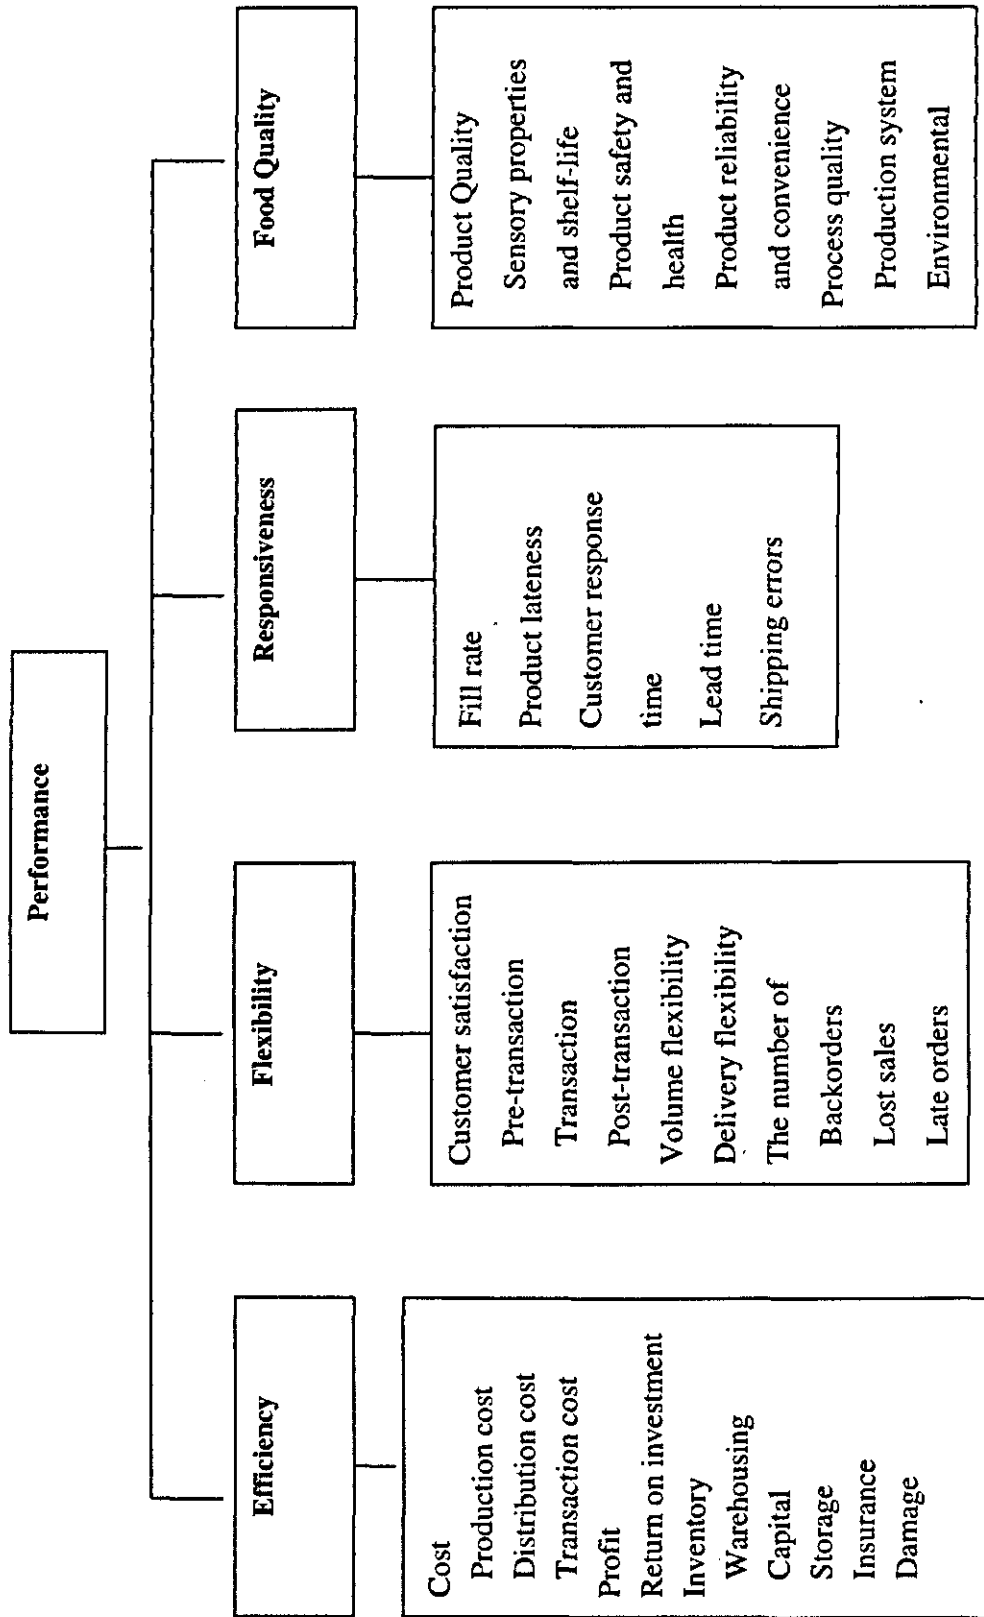 Performance
Efficiency
Cost
Production cost
Distribution cost
Transaction cost
Profit
Return on investment
Inventory
Warehousing
Capital
Storage
Insurance
Damage
Flexibility
Customer satisfaction
Pre-transaction
Transaction
Post-transaction
Volume flexibility
Delivery flexibility
The number of
Backorders
Lost sales
Late orders
Responsiveness
Fill rate
Product lateness
Customer response
time
Lead time
Shipping errors
Food Quality
Product Quality
Sensory properties
and shelf-life
Product safety and
health
Product reliability
and convenience
Process quality
Production system
Environmental